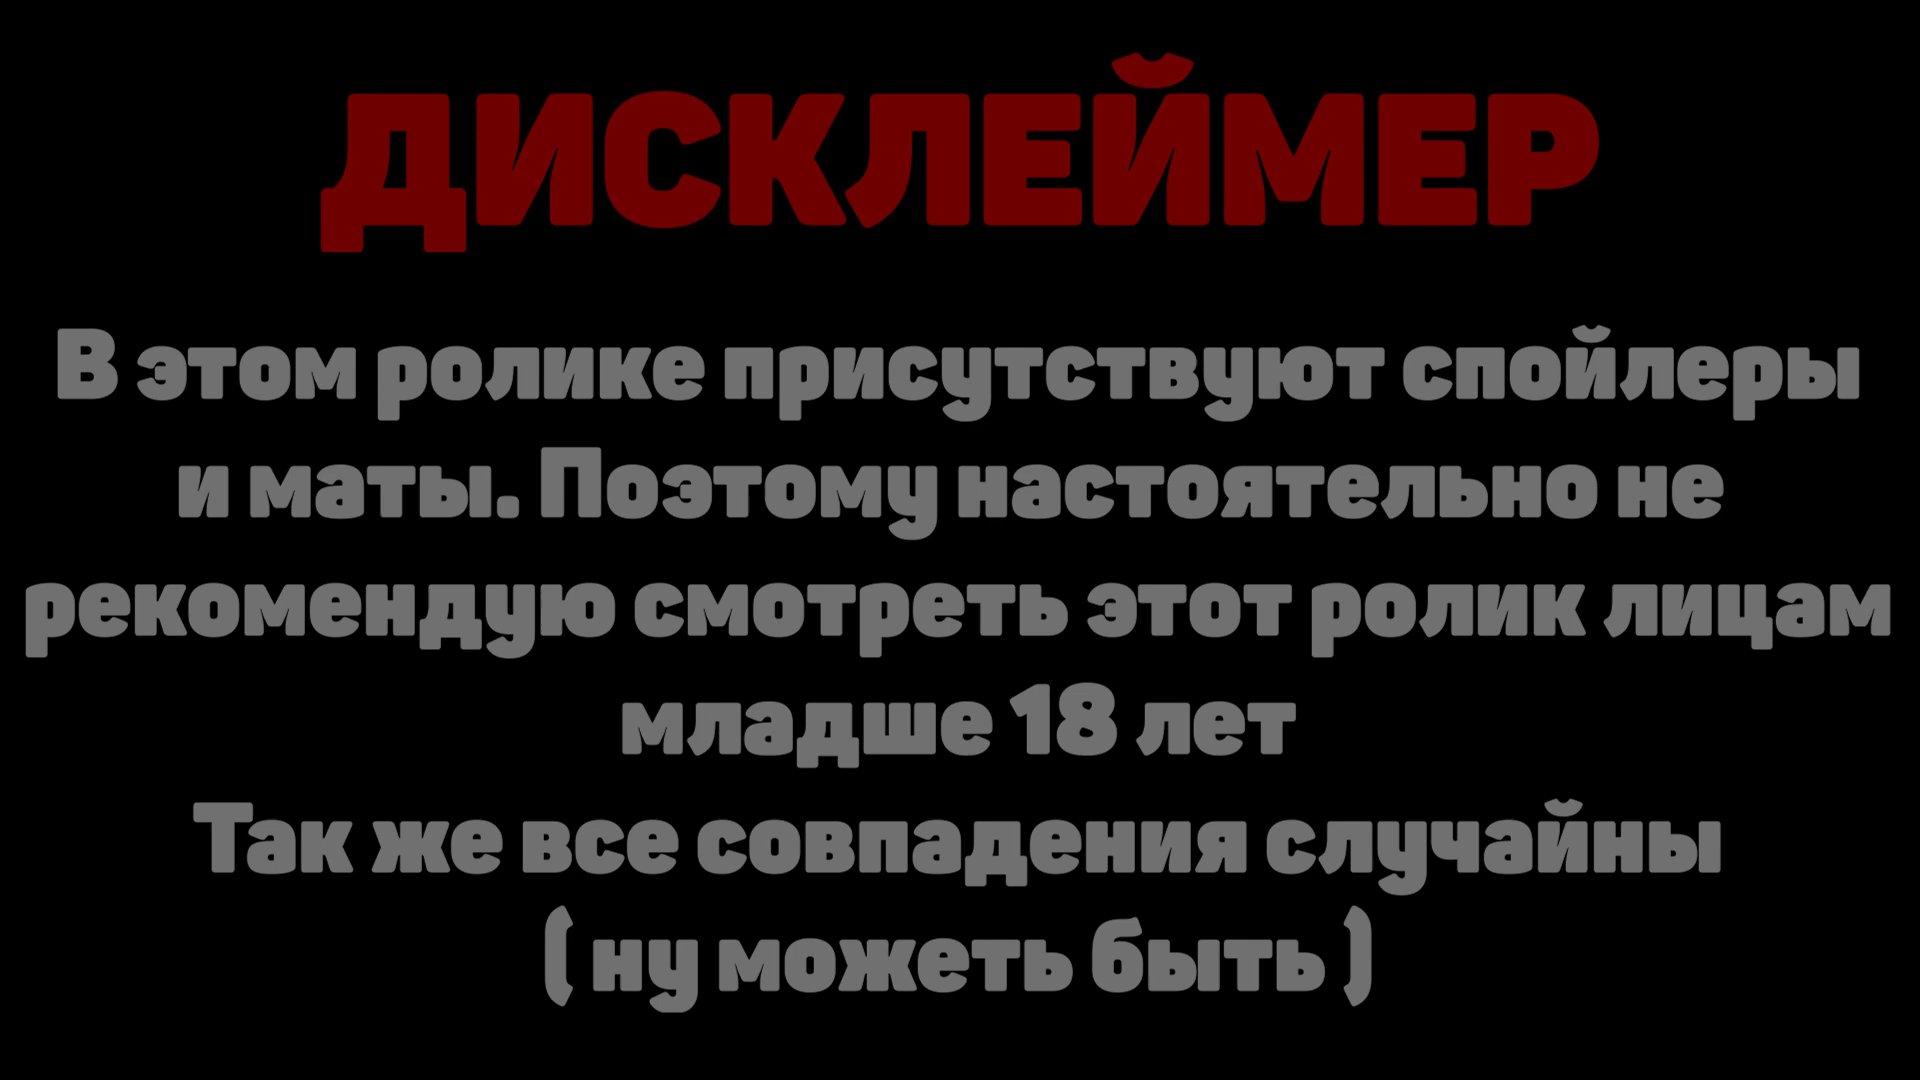 ДИСКЛЕЙМЕР
В этом ролике присутствуют спойлеры
и маты. Поэтому настоятельно не
рекомендую смотреть этот ролик лицам
младше 18 лет
Так же все совпадения случайны
( ну можеть быть )